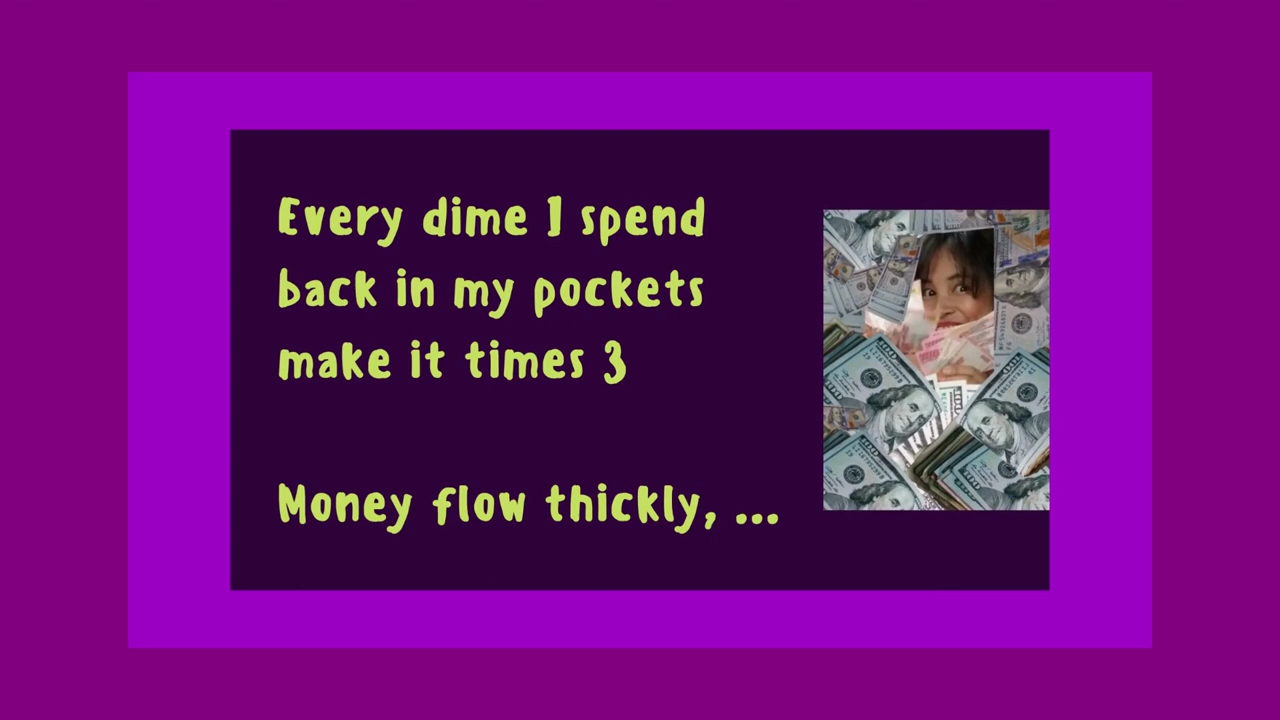 Every dime I spend
back in my pockets
make it times 3
Money flow thickly, ...